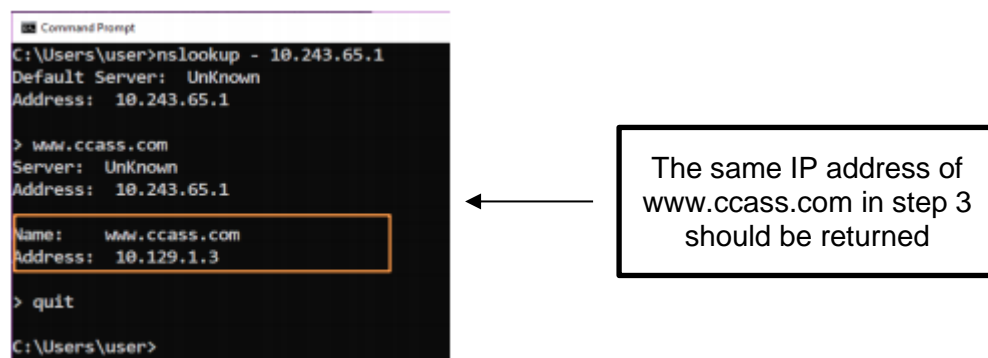 Command Prompt
C:\Users\user>nslookup - 10.243.65.1
Default Server:  UnKnown
Address:  10.243.65.1
> www.ccass.com
Server:  UnKnown
Address:  10.243.65.1
Name:    www.ccass.com
Address:  10.129.1.3
> quit
C:\Users\user>
The same IP address of
www.ccass.com in step 3
should be returned